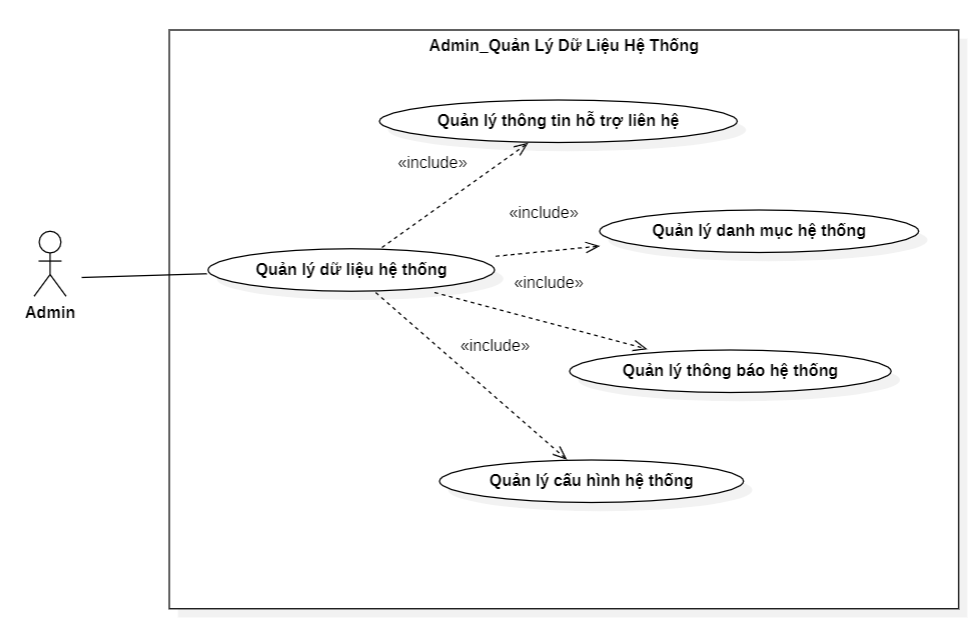 Admin_Quản Lý Dữ Liệu Hệ Thống
Quản lý thông tin hỗ trợ liên hệ
«include»
«include»
Quản lý danh mục hệ thống
Quản lý dữ liệu hệ thống
«include»
Admin
«include»
Quản lý thông báo hệ thống
Quản lý cấu hình hệ thống